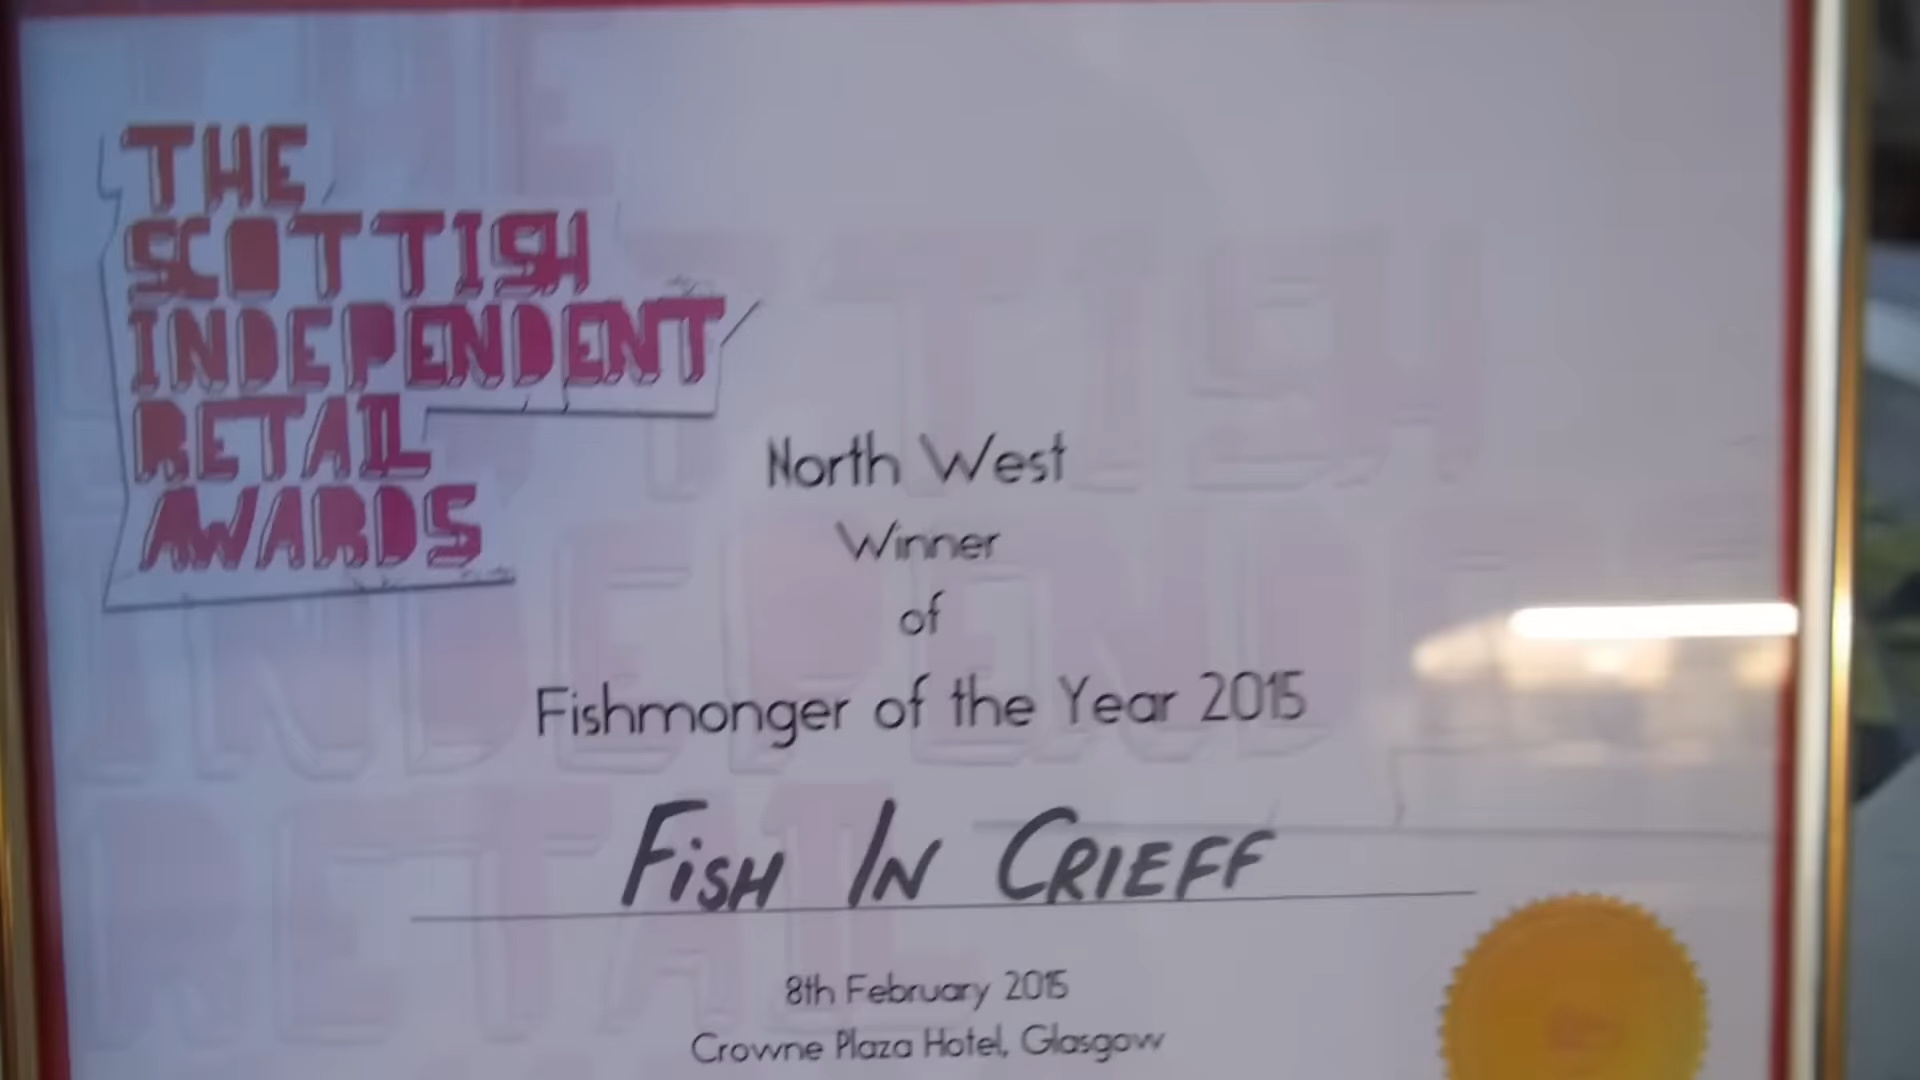 THE
SCOTTISH
INDEPENDENT
RETAIL
AWARDS
North West
Winner
of
Fishmonger of the Year 2015
FiSH IN CRIEFF
8th February 2015
Crowne Plaza Hotel, Glasgow